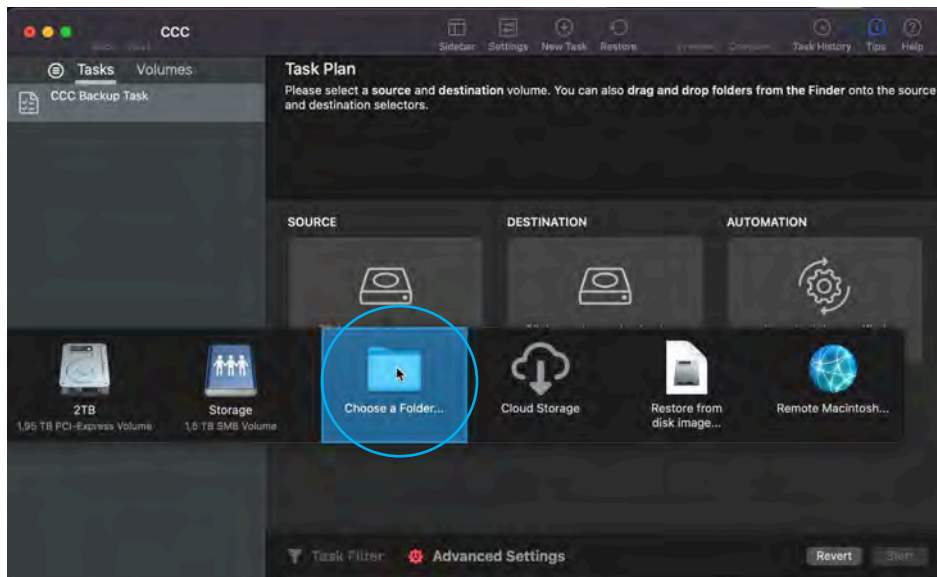 CCC
Sidebar Settings New Task Restore Task History Tips Help
Tasks Volumes
CCC Backup Task
Task Plan
Please select a source and destination volume. You can also drag and drop folders from the Finder onto the source
and destination selectors.
SOURCE DESTINATION AUTOMATION
2TB
1,95 TB PCI-Express Volume
Storage
1,5 TB SMB Volume
Choose a Folder...
Cloud Storage
Restore from
disk image...
Remote Macintosh...
Task Filter Advanced Settings Revert Start